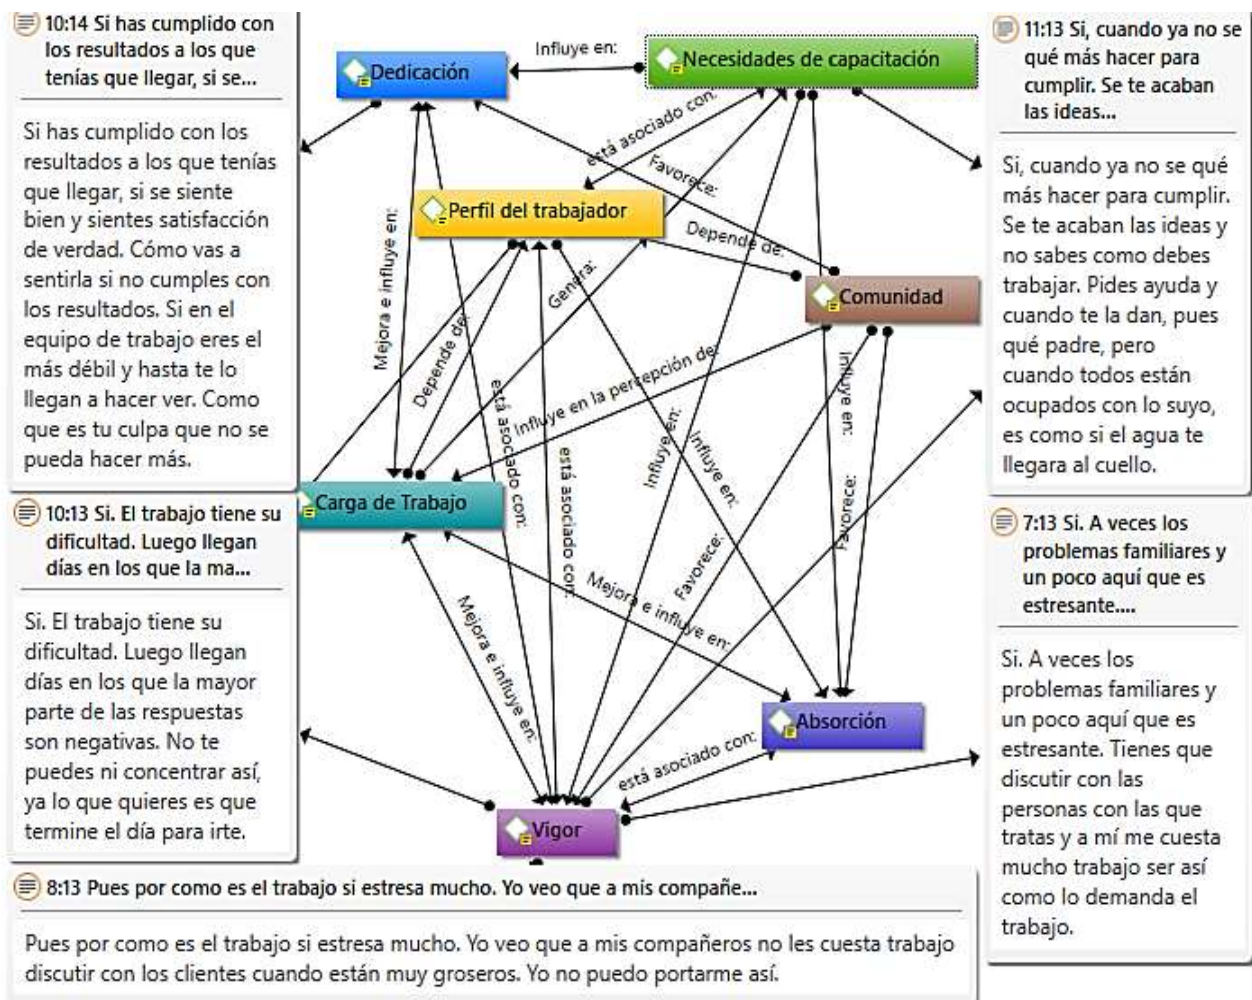 10:14 Si has cumplido con
los resultados a los que
tenías que llegar, si se...
Si has cumplido con los
resultados a los que tenías
que llegar, si se siente
bien y sientes satisfacción
de verdad. Cómo vas a
sentirla si no cumples con
los resultados. Si en el
equipo de trabajo eres el
más débil y hasta te lo
llegan a hacer ver. Como
que es tu culpa que no se
pueda hacer más.
10:13 Si. El trabajo tiene su
dificultad. Luego llegan
días en los que la ma...
Si. El trabajo tiene su
dificultad. Luego llegan
días en los que la mayor
parte de las respuestas
son negativas. No te
puedes ni concentrar así,
ya lo que quieres es que
termine el día para irte.
Influye en:
Dedicación
Necesidades de capacitación
está asociado con:
Favorece:
Perfil del trabajador
Depende de:
Mejora e influye en:
Genera:
Comunidad
Depende de:
Influye en la percepción de:
Influye en:
está asociado con:
está asociado con:
Influye en:
Influye en:
Favorece:
Carga de Trabajo
Favorece:
Mejora e influye en:
Mejora e influye en:
Absorción
está asociado con:
Vigor
11:13 Si, cuando ya no se
qué más hacer para
cumplir. Se te acaban
las ideas...
Si, cuando ya no se qué
más hacer para cumplir.
Se te acaban las ideas y
no sabes como debes
trabajar. Pides ayuda y
cuando te la dan, pues
qué padre, pero
cuando todos están
ocupados con lo suyo,
es como si el agua te
llegara al cuello.
7:13 Si. A veces los
problemas familiares y
un poco aquí que es
estresante....
Si. A veces los
problemas familiares y
un poco aquí que es
estresante. Tienes que
discutir con las
personas con las que
tratas y a mí me cuesta
mucho trabajo ser así
como lo demanda el
trabajo.
8:13 Pues por como es el trabajo si estresa mucho. Yo veo que a mis compañe...
Pues por como es el trabajo si estresa mucho. Yo veo que a mis compañeros no les cuesta trabajo
discutir con los clientes cuando están muy groseros. Yo no puedo portarme así.